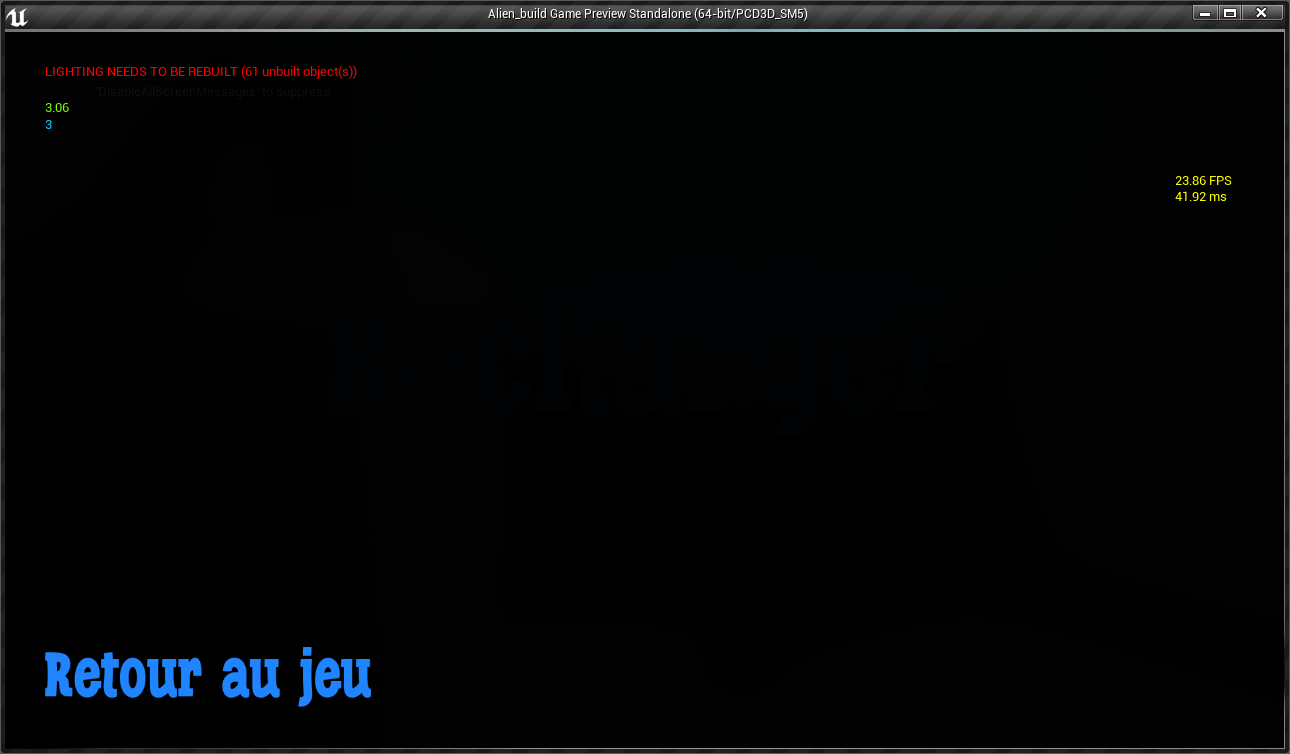 Alien_build Game Preview Standalone (64-bit/PCD3D_SM5)
LIGHTING NEEDS TO BE REBUILT (61 unbuilt object(s))
'DisableAllScreenMessages' to suppress
3.06
3
23.86 FPS
41.92 ms
Retour au jeu